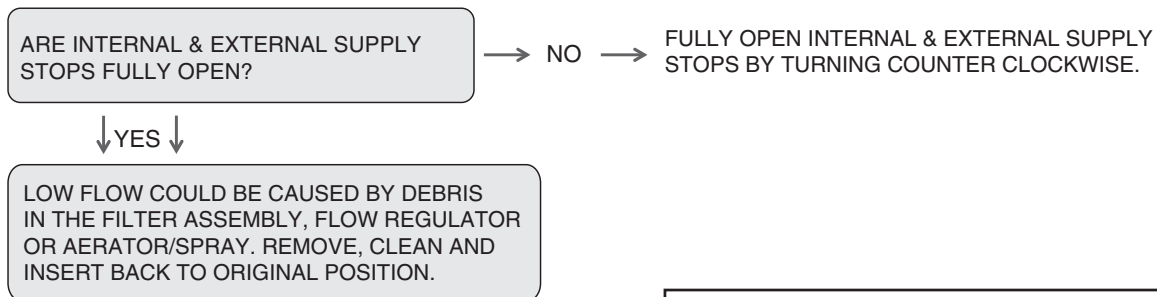 ARE INTERNAL & EXTERNAL SUPPLY
STOPS FULLY OPEN?
NO
FULLY OPEN INTERNAL & EXTERNAL SUPPLY
STOPS BY TURNING COUNTER CLOCKWISE.
YES
LOW FLOW COULD BE CAUSED BY DEBRIS
IN THE FILTER ASSEMBLY, FLOW REGULATOR
OR AERATOR/SPRAY. REMOVE, CLEAN AND
INSERT BACK TO ORIGINAL POSITION.